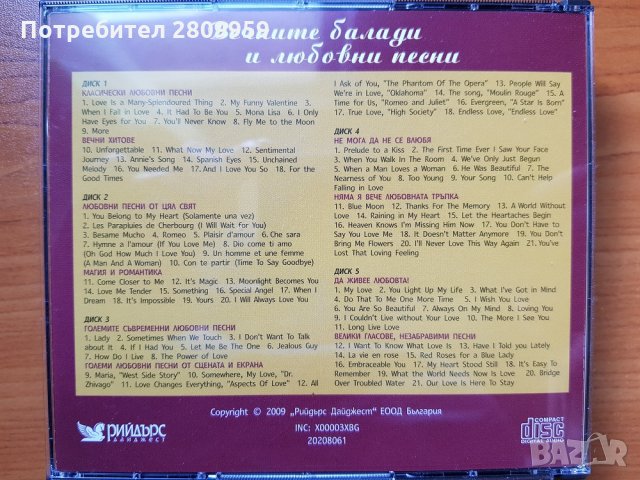 Потребител 2808959
ките балади
и любовни песни
ДИСК 1
КЛАСИЧЕСКИ ЛЮБОВНИ ПЕСНИ
1. Love Is a Many-Splendoured Thing 2. My Funny Valentine 3.
When I Fall in Love 4. It Had To Be You 5. Mona Lisa 6. I Only
Have Eyes for You 7. You'll Never Know 8. Fly Me to the Moon
9. More
ВЕЧНИ ХИТОВЕ
10. Unforgettable 11. What Now My Love 12. Sentimental
Journey 13. Annie's Song 14. Spanish Eyes 15. Unchained
Melody 16. You Needed Me 17. And I Love You So 18. For the
Good Times
ДИСК 2
ЛЮБОВНИ ПЕСНИ ОТ ЦЯЛ СВЯТ
1. You Belong to My Heart (Solamente una vez)
2. Les Parapluies de Cherbourg (I Will Wait for You)
3. Besame Mucho 4. Romeo 5. Plaisir d'amour 6. Che sara
7. Hymne a l'amour (If You Love Me) 8. Dio come ti amo
(Oh God How Much I Love You) 9. Un homme et une femme
(A Man And A Woman) 10. Con te partir (Time To Say Goodbye)
МАГИЯ И РОМАНТИКА
11. Come Closer to Me 12. It's Magic 13. Moonlight Becomes You
14. Love Me Tender 15. Something 16. Special Angel 17. When I
Dream 18. It's Impossible 19. Yours 20. I Will Always Love You
ДИСК 3
ГОЛЕМИТЕ СЪВРЕМЕННИ ЛЮБОВНИ ПЕСНИ
1. Lady 2. Sometimes When We Touch 3. I Don't Want To Talk
about It 4. If I Had You 5. Let Me Be The One 6. Jealous Guy
7. How Do I Live 8. The Power of Love
ГОЛЕМИ ЛЮБОВНИ ПЕСНИ ОТ СЦЕНАТА И ЕКРАНА
9. Maria, "West Side Story" 10. Somewhere, My Love, "Dr.
Zhivago" 11. Love Changes Everything, "Aspects Of Love" 12. All
I Ask of You, "The Phantom Of The Opera" 13. People Will Say
We're in Love, "Oklahoma" 14. The song, "Moulin Rouge" 15. A
Time for Us, "Romeo and Juliet" 16. Evergreen, "A Star Is Born"
17. True Love, "High Society" 18. Endless Love, "Endless Love"
ДИСК 4
НЕ МОГА ДА НЕ СЕ ВЛЮБЯ
1. Prelude to a Kiss 2. The First Time Ever I Saw Your Face
3. When You Walk In The Room 4. We've Only Just Begun
5. When a Man Loves a Woman 6. He Was Beautiful 7. The
Nearness of You 8. Too Young 9. Your Song 10. Can't Help
Falling in Love
НЯМА Я ВЕЧЕ ЛЮБОВНАТА ТРЪПКА
11. Blue Moon 12. Thanks For The Memory 13. A World Without
Love 14. Raining in My Heart 15. Let the Heartaches Begin
16. Heaven Knows I'm Missing Him Now 17. You Don't Have to
Say You Love Me 18. It Doesn't Matter Anymore 19. You Don't
Bring Me Flowers 20. I'll Never Love This Way Again 21. You've
Lost That Loving Feeling
ДИСК 5
ДА ЖИВЕЕ ЛЮБОВТА!
1. My Love 2. You Light Up My Life 3. What I've Got in Mind
4. Do That To Me One More Time 5. I Wish You Love
6. You're My Best Friend 7. Always On My Mind 8. Loving You
9. I Couldn't Live without Your Love 10. The More I See You
11. Long Live Love
ВЕЛИКИ ГЛАСОВЕ, НЕЗАБРАВИМИ ПЕСНИ
12. I Want To Know What Love Is 13. Have I Told you Lately
14. La vie en rose 15. Red Roses for a Blue Lady
16. Embraceable You 17. My Heart Stood Still 18. It's Easy To
Remember 19. What the World Needs Now Is Love 20. Bridge
Over Troubled Water 21. Our Love Is Here To Stay
Copyright © 2009 „Рийдърс Дайджест" ЕООД България
INC: X00003XBG
20208061
РИЙДЪРС
ДАЙДЖЕСТ
COMPACT
disc
DIGITAL AUDIO
BAZAR